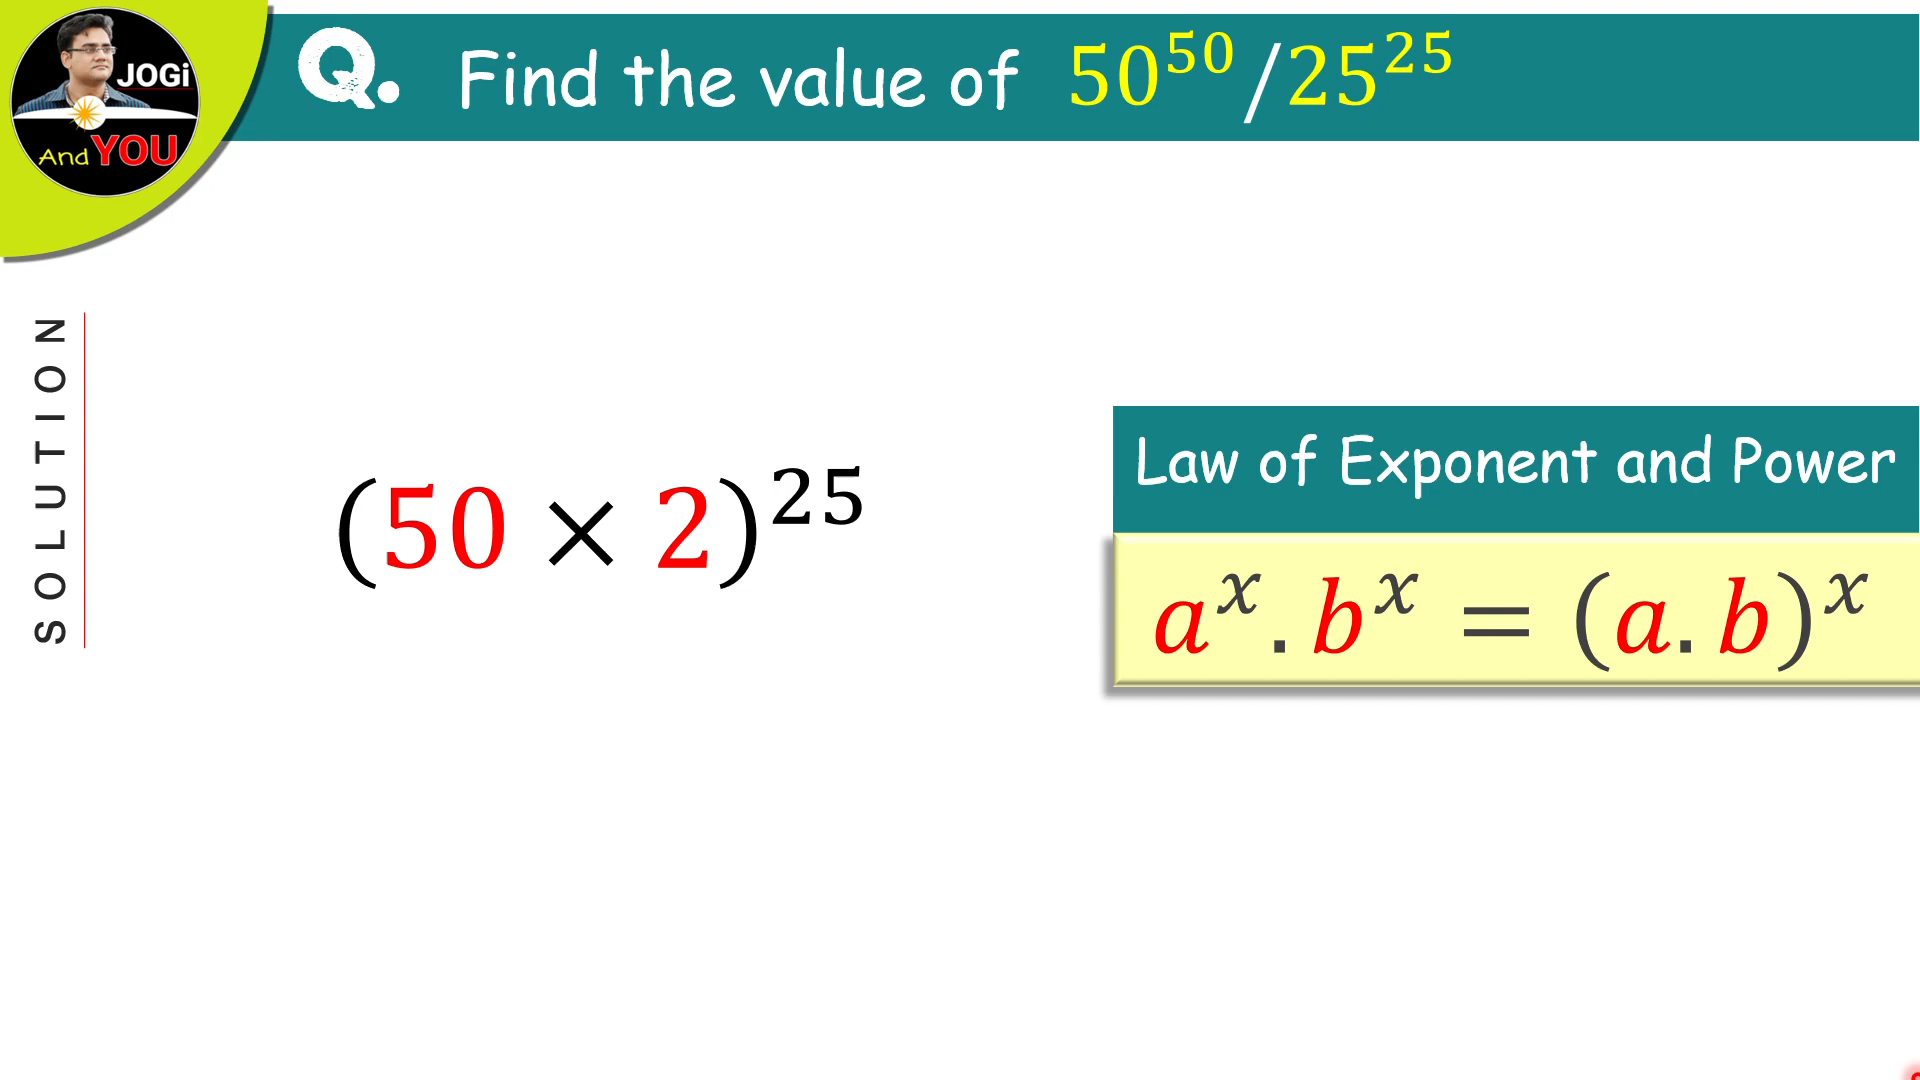 JOGi
And YOU
Q. Find the value of 50^50/25^25
SOLUTION
(50 × 2)^25
Law of Exponent and Power
a^x . b^x = (a. b)^x